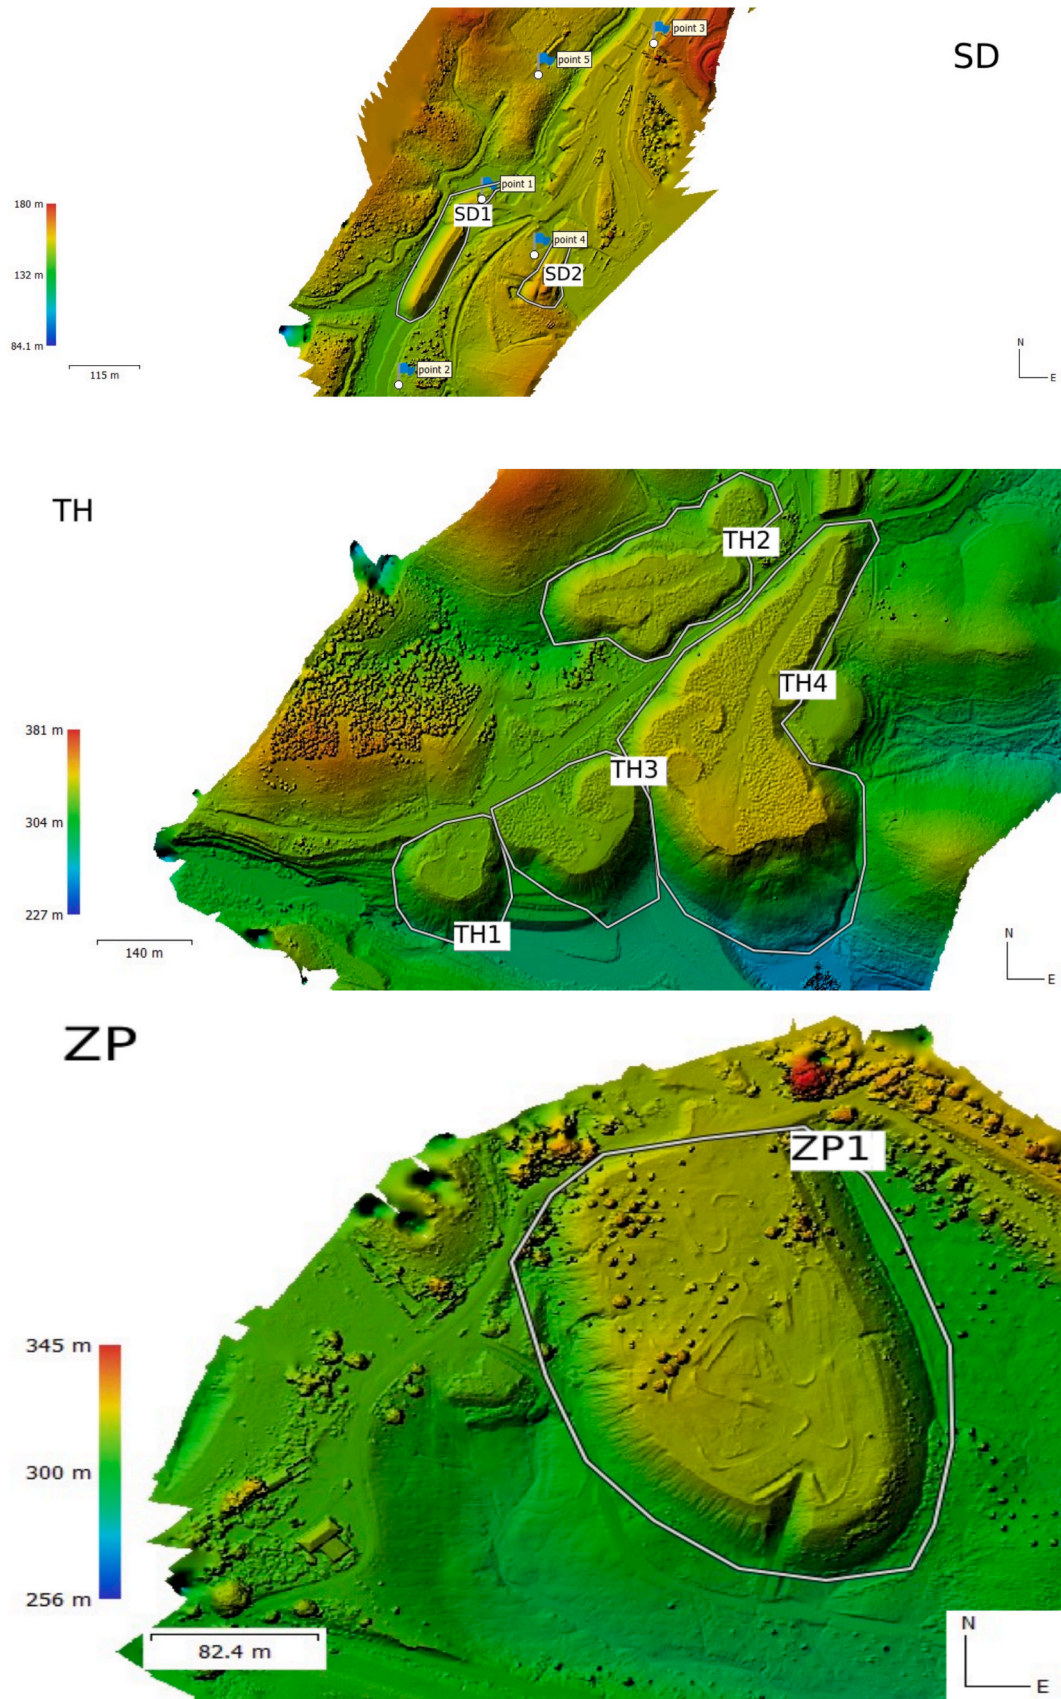 SD
point 3
point 5
point 1
SD1
180 m
point 4
SD2
132 m
84.1 m
115 m
point 2
N
E
TH
TH2
TH4
381 m
TH3
304 m
227 m
TH1
140 m
N
E
ZP
ZP1
345 m
300 m
256 m
82.4 m
N
E